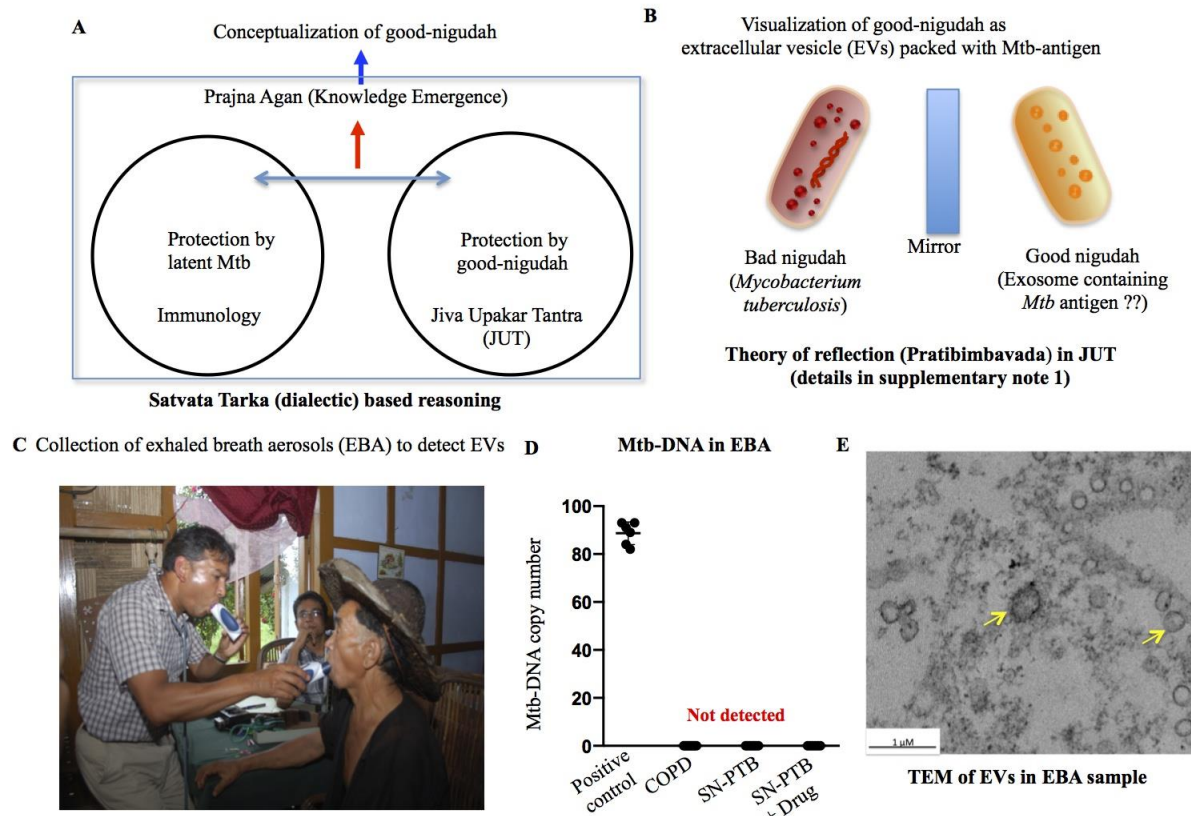 A
Conceptualization of good-nigudah
Prajna Agan (Knowledge Emergence)
Protection by
latent Mtb
Immunology
Protection by
good-nigudah
Jiva Upakar Tantra
(JUT)
Satvata Tarka (dialectic) based reasoning
B
Visualization of good-nigudah as
extracellular vesicle (EVs) packed with Mtb-antigen
Bad nigudah
(Mycobacterium
tuberculosis)
Mirror
Good nigudah
(Exosome containing
Mtb antigen ??)
Theory of reflection (Pratibimbavada) in JUT
(details in supplementary note 1)
C Collection of exhaled breath aerosols (EBA) to detect EVs
D
Mtb-DNA in EBA
Mtb-DNA copy number
100
80
60
40
20
0
Not detected
Positive
control
COPD
SN-PTB
SN-PTB
+ Drug
E
1 µM
TEM of EVs in EBA sample